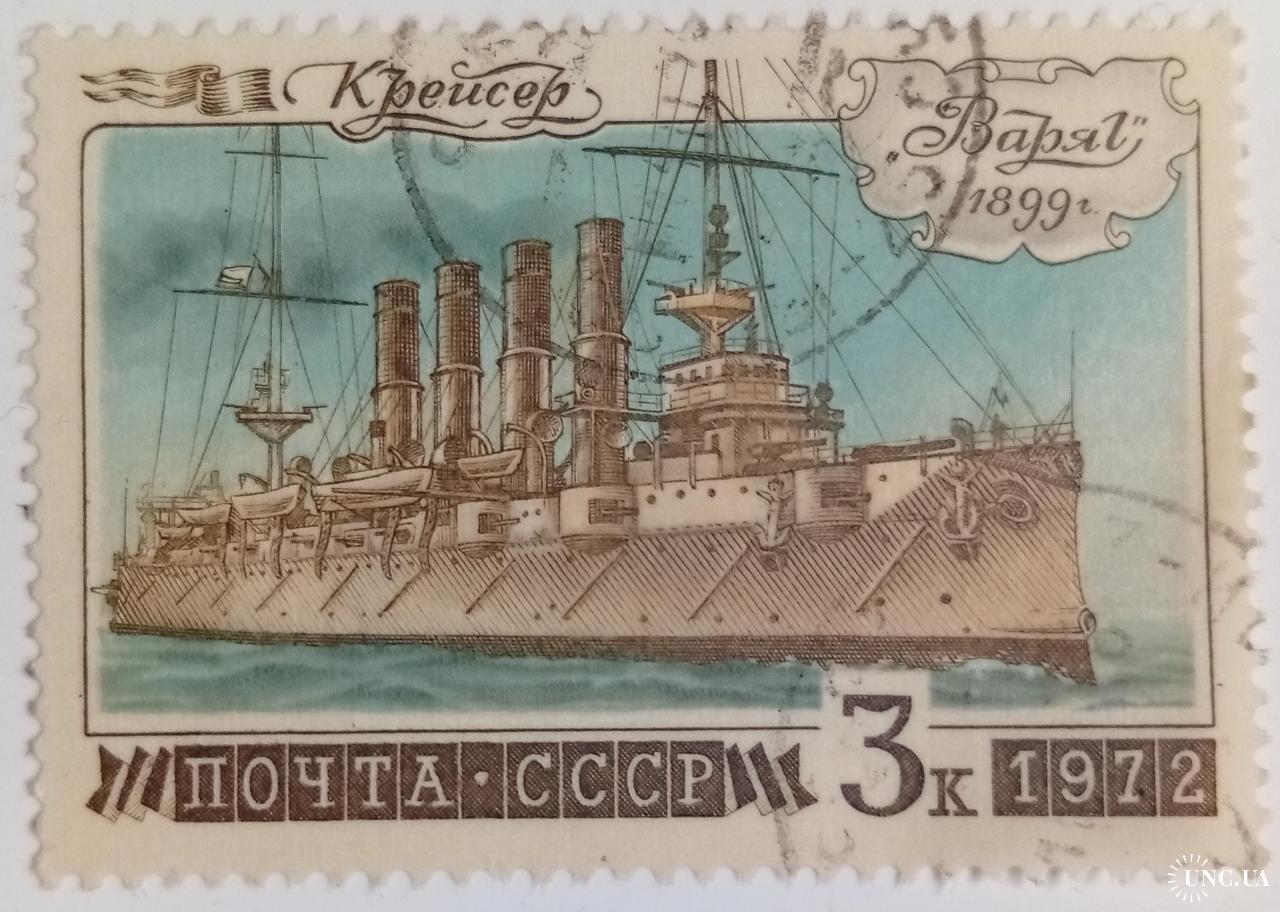 Крейсер
„Варяг"
1899г.
ПОЧТА·СССР
3к
1972
UNC.UA